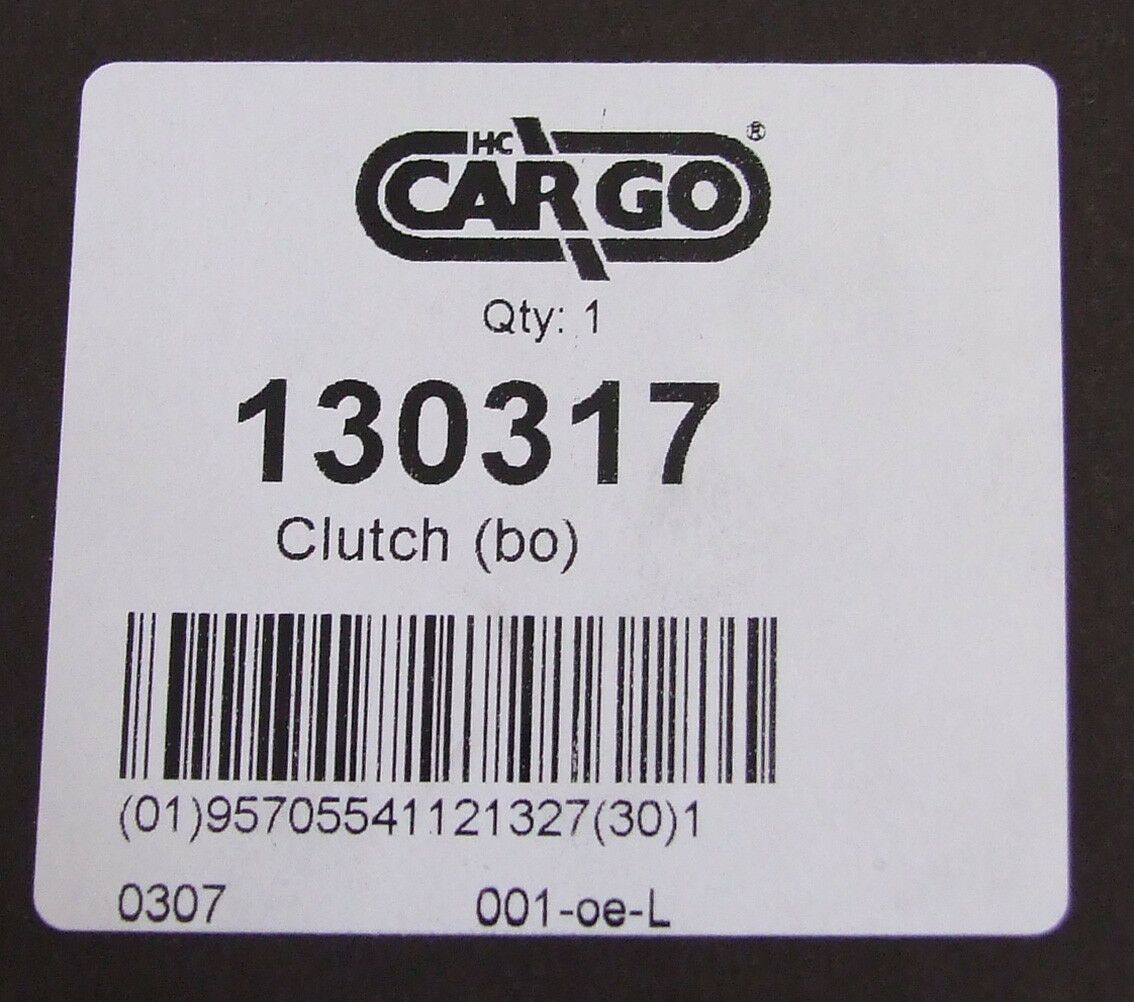 HC
CARGO®
Qty: 1
130317
Clutch (bo)
(01)95705541121327(30)1
0307 001-oe-L